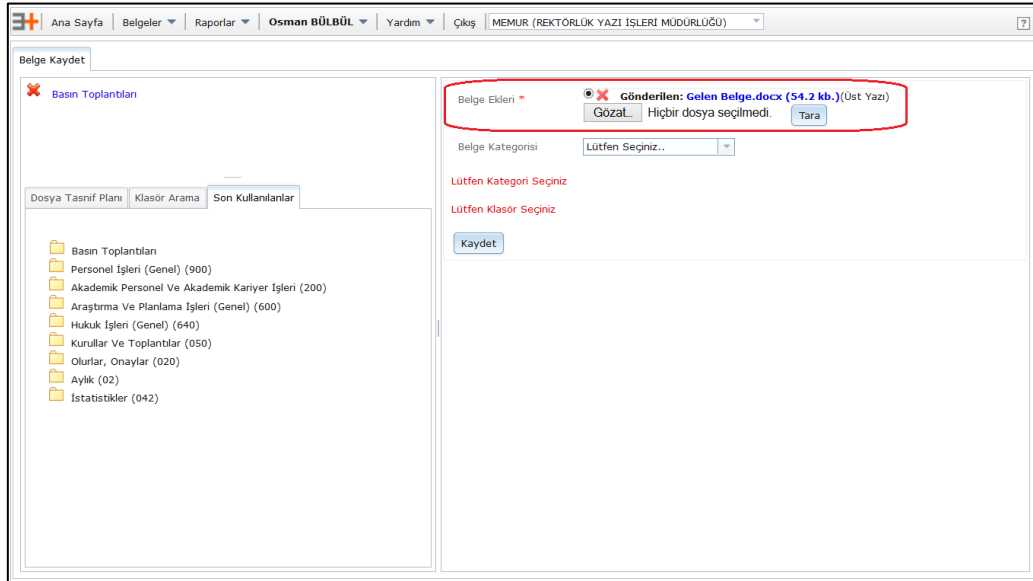 Ana Sayfa Belgeler Raporlar Osman BÜLBÜL Yardım Çıkış MEMUR (REKTÖRLÜK YAZI İŞLERİ MÜDÜRLÜĞÜ) ?
Belge Kaydet
Basın Toplantıları
Dosya Tasnif Planı Klasör Arama Son Kullanılanlar
Basın Toplantıları
Personel İşleri (Genel) (900)
Akademik Personel Ve Akademik Kariyer İşleri (200)
Araştırma Ve Planlama İşleri (Genel) (600)
Hukuk İşleri (Genel) (640)
Kurullar Ve Toplantılar (050)
Olurlar, Onaylar (020)
Aylık (02)
İstatistikler (042)
Belge Ekleri * Gönderilen: Gelen Belge.docx (54.2 kb.)(Üst Yazı)
Gözat... Hiçbir dosya seçilmedi. Tara
Belge Kategorisi Lütfen Seçiniz..
Lütfen Kategori Seçiniz
Lütfen Klasör Seçiniz
Kaydet